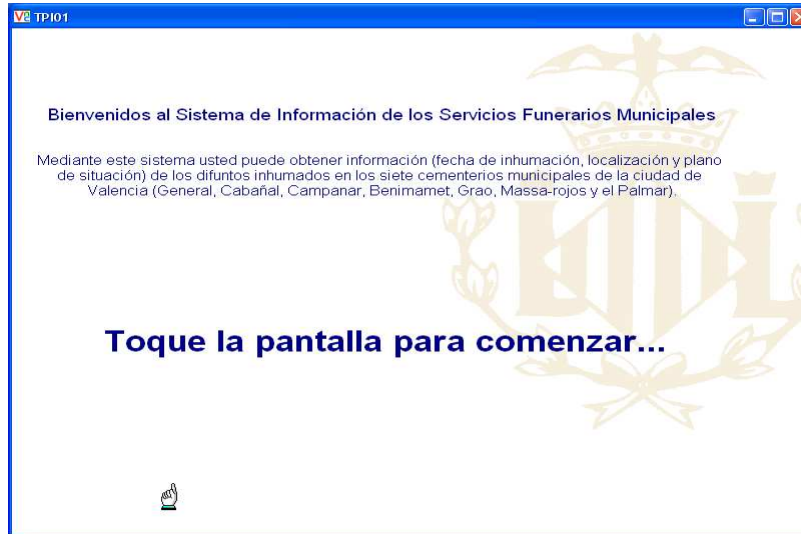 TPI01
Bienvenidos al Sistema de Información de los Servicios Funerarios Municipales
Mediante este sistema usted puede obtener información (fecha de inhumación, localización y plano
de situación) de los difuntos inhumados en los siete cementerios municipales de la ciudad de
Valencia (General, Cabañal, Campanar, Benimamet, Grao, Massa-rojos y el Palmar).
Toque la pantalla para comenzar...